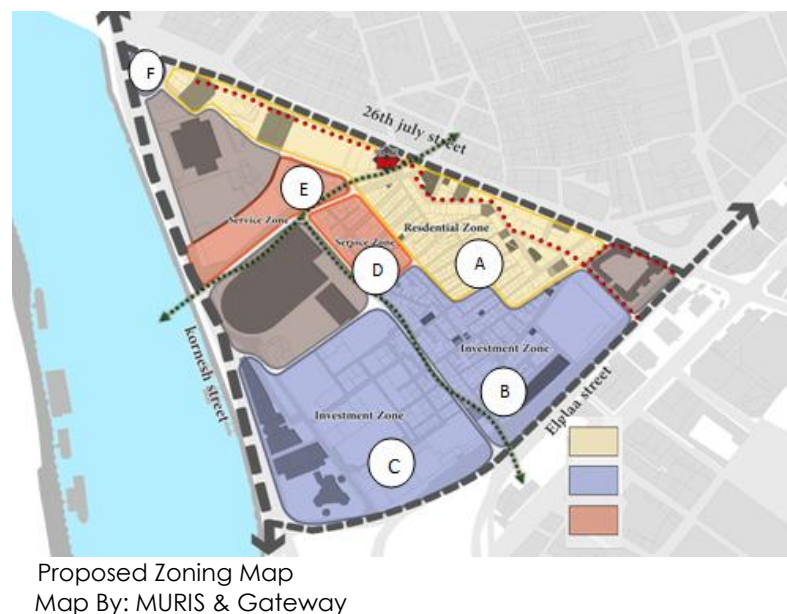 F
26th july street
E
Service Zone
Service Zone
Resdential Zone
D
A
kornesh street
Investment Zone
B
Elglaa street
Investment Zone
C
Proposed Zoning Map
Map By: MURIS & Gateway